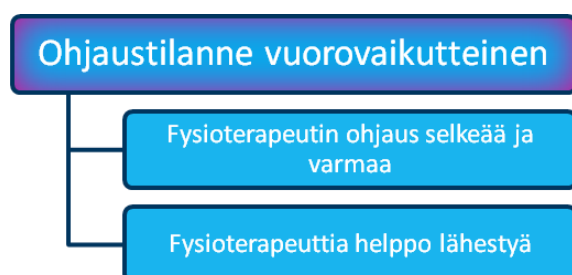 Ohjaustilanne vuorovaikutteinen
Fysioterapeutin ohjaus selkeää ja
varmaa
Fysioterapeuttia helppo lähestyä